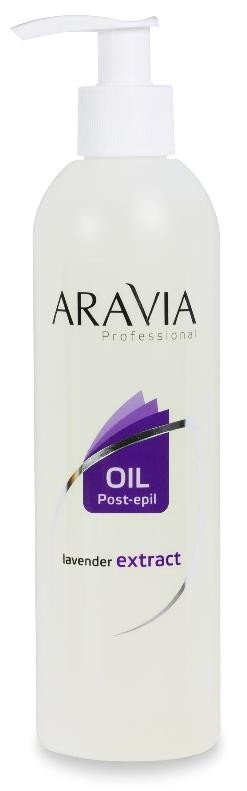 ARAVIA
Professional
OIL
Post-epil
lavender extract